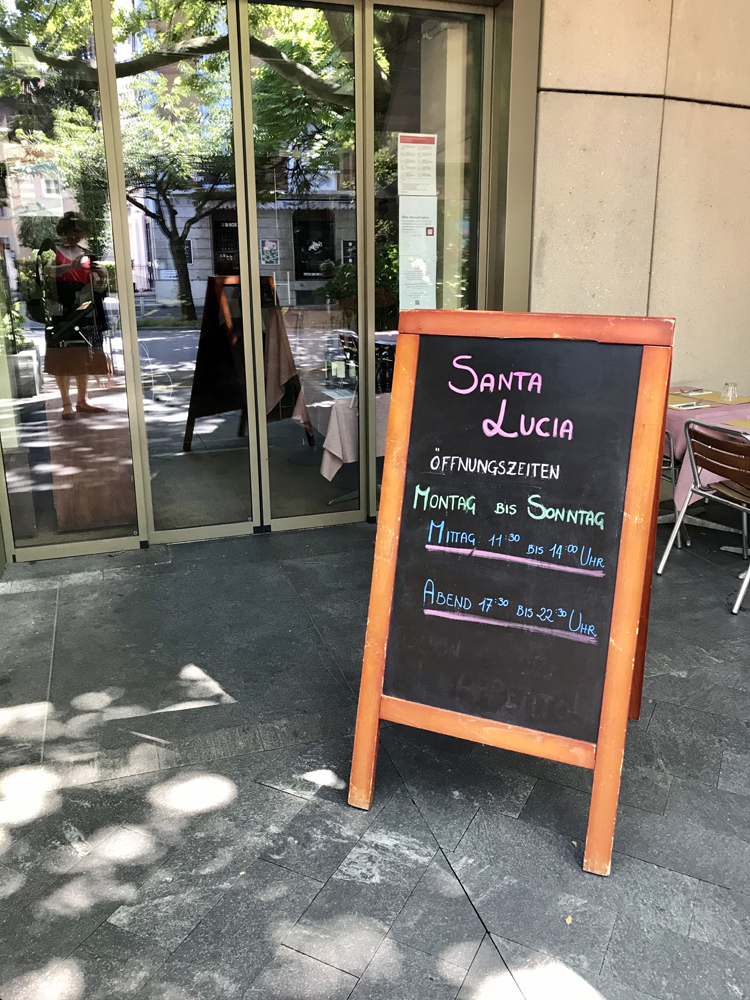 SANTA
LUCIA
ÖFFNUNGSZEITEN
MONTAG BIS SONNTAG
MITTAG 11:30 BIS 14:00 UHR
ABEND 17:30 BIS 22:30 UHR